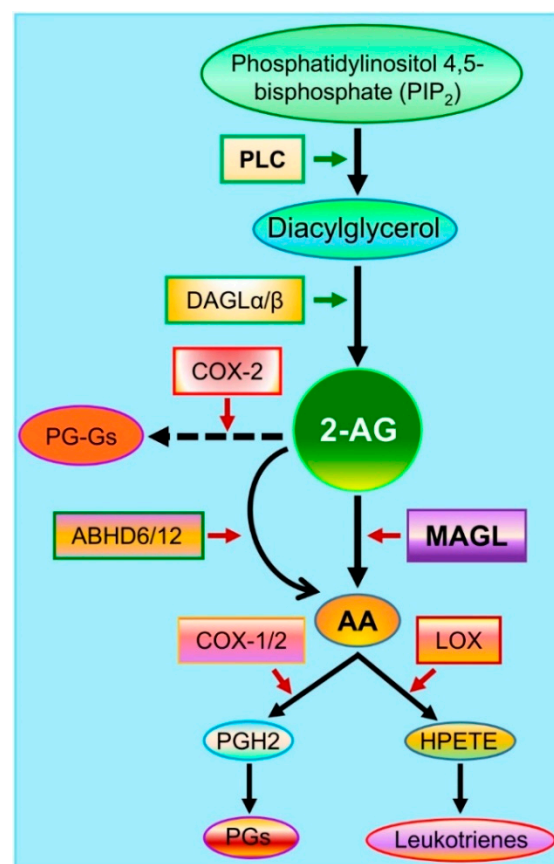 Phosphatidylinositol 4,5-
bisphosphate (PIP₂)
PLC
Diacylglycerol
DAGLα/β
COX-2
2-AG
PG-Gs
ABHD6/12
MAGL
AA
COX-1/2
LOX
PGH2
HPETE
PGs
Leukotrienes